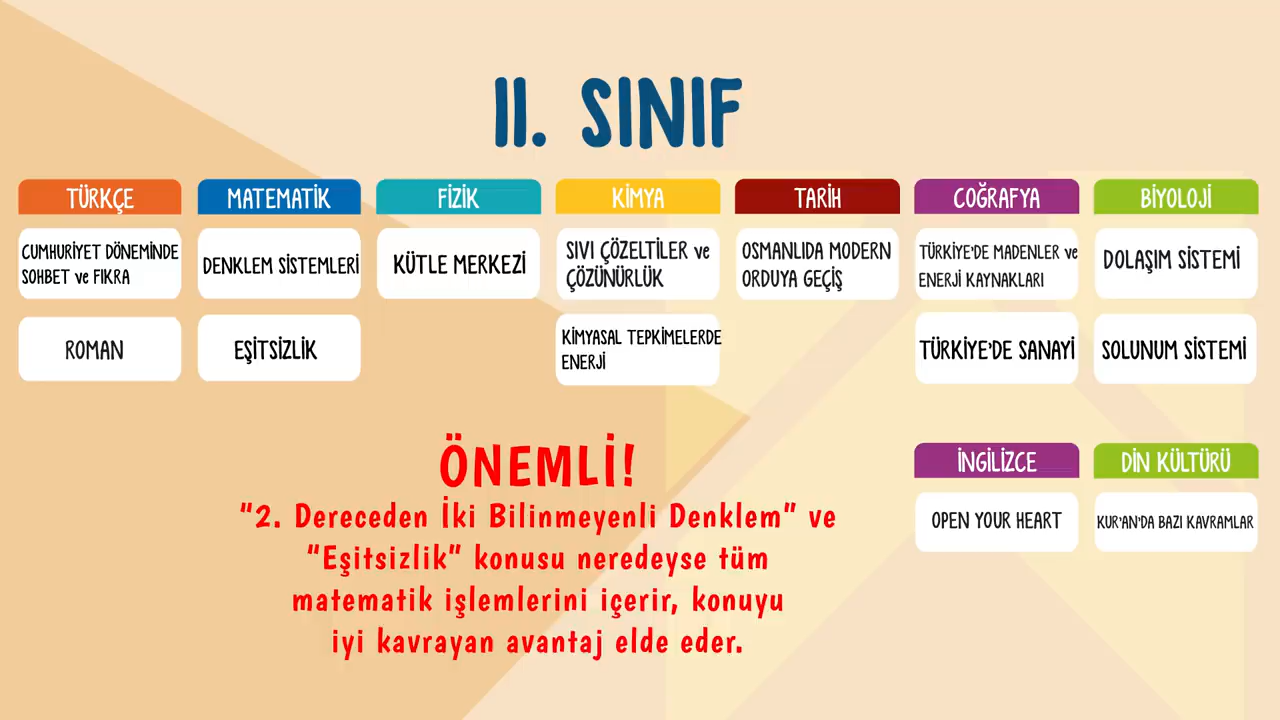 II. SINIF
TÜRKÇE
CUMHURİYET DÖNEMİNDE
SOHBET ve FIKRA
ROMAN
MATEMATİK
DENKLEM SİSTEMLERİ
EŞİTSİZLİK
FİZİK
KÜTLE MERKEZİ
KİMYA
SIVI ÇÖZELTİLER ve
ÇÖZÜNÜRLÜK
KİMYASAL TEPKİMELERDE
ENERJİ
TARİH
OSMANLIDA MODERN
ORDUYA GEÇİŞ
COĞRAFYA
TÜRKİYE'DE MADENLER ve
ENERJİ KAYNAKLARI
TÜRKİYE'DE SANAYİ
BİYOLOJİ
DOLAŞIM SİSTEMİ
SOLUNUM SİSTEMİ
ÖNEMLİ!
"2. Dereceden İki Bilinmeyenli Denklem" ve
"Eşitsizlik" konusu neredeyse tüm
matematik işlemlerini içerir, konuyu
iyi kavrayan avantaj elde eder.
İNGİLİZCE
OPEN YOUR HEART
DİN KÜLTÜRÜ
KUR'AN'DA BAZI KAVRAMLAR